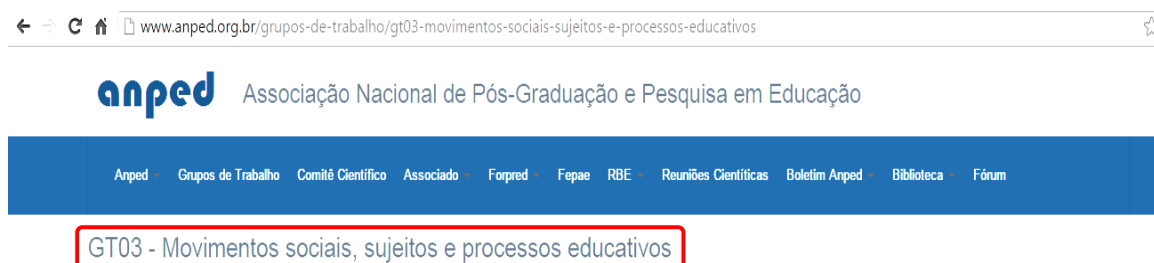 www.anped.org.br/grupos-de-trabalho/gt03-movimentos-sociais-sujeitos-e-processos-educativos
anped Associação Nacional de Pós-Graduação e Pesquisa em Educação
Anped Grupos de Trabalho Comitê Científico Associado Forpred Fepae RBE Reuniões Científicas Boletim Anped Biblioteca Fórum
GT03 - Movimentos sociais, sujeitos e processos educativos